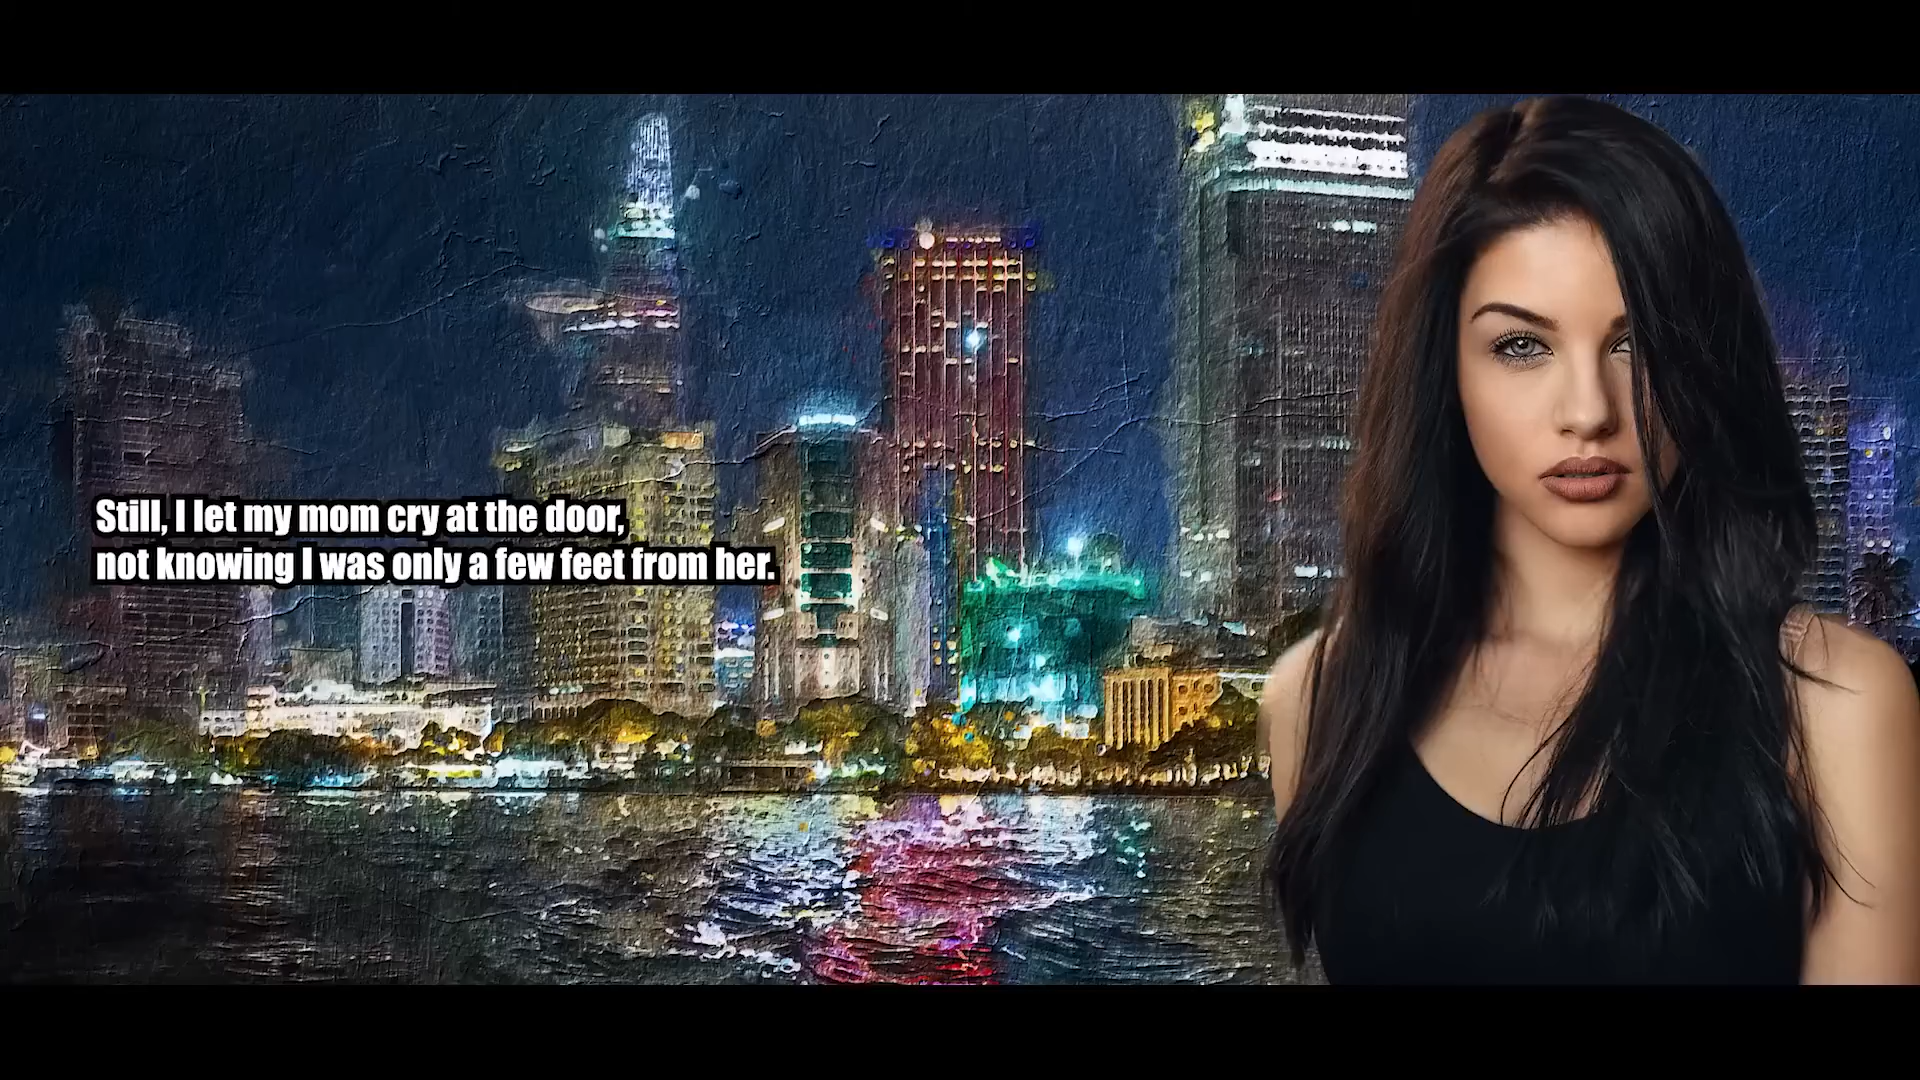 Still, I let my mom cry at the door,
not knowing I was only a few feet from her.